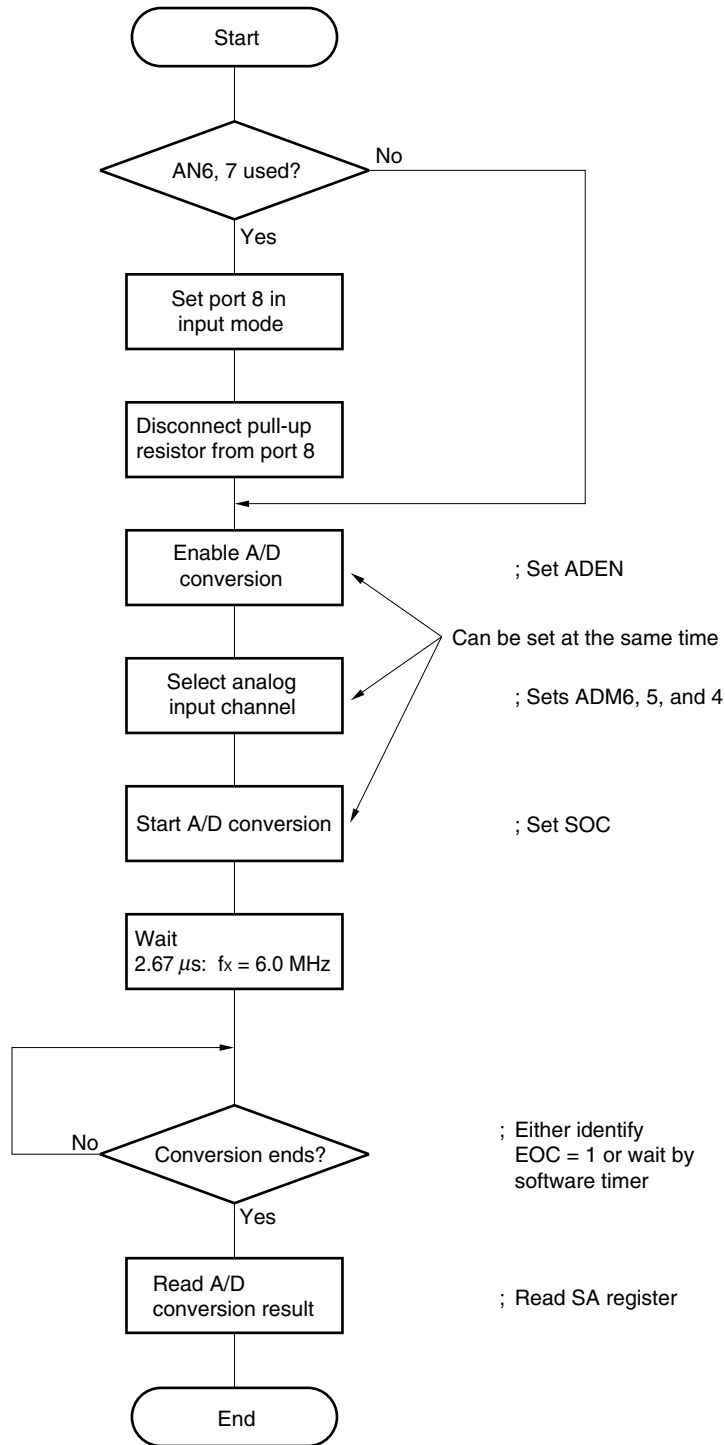 Start
AN6, 7 used?
No
Yes
Set port 8 in
input mode
Disconnect pull-up
resistor from port 8
Enable A/D
conversion
; Set ADEN
Can be set at the same time
Select analog
input channel
; Sets ADM6, 5, and 4
Start A/D conversion
; Set SOC
Wait
2.67 μs: fx = 6.0 MHz
No
Conversion ends?
; Either identify
EOC = 1 or wait by
software timer
Yes
Read A/D
conversion result
; Read SA register
End